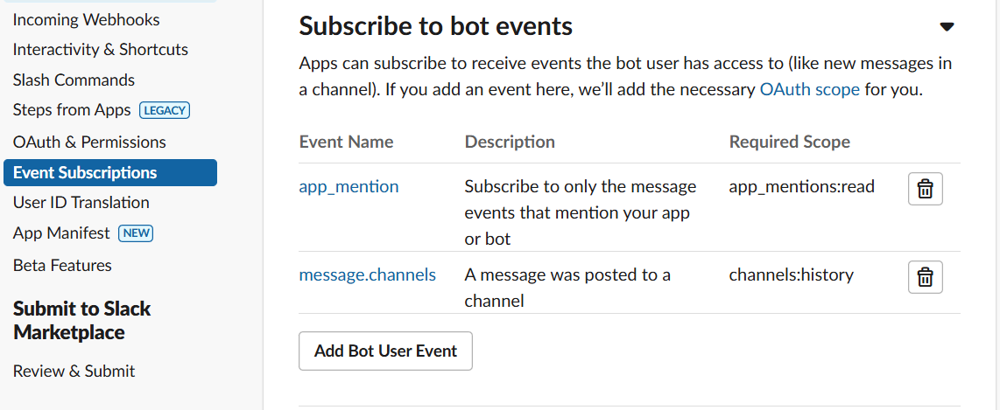 Incoming Webhooks
Interactivity & Shortcuts
Slash Commands
Steps from Apps LEGACY
OAuth & Permissions
Event Subscriptions
User ID Translation
App Manifest NEW
Beta Features
Submit to Slack
Marketplace
Review & Submit
Subscribe to bot events
Apps can subscribe to receive events the bot user has access to (like new messages in
a channel). If you add an event here, we’ll add the necessary OAuth scope for you.
Event Name Description Required Scope
app_mention Subscribe to only the message app_mentions:read
events that mention your app
or bot
message.channels A message was posted to a channels:history
channel
Add Bot User Event